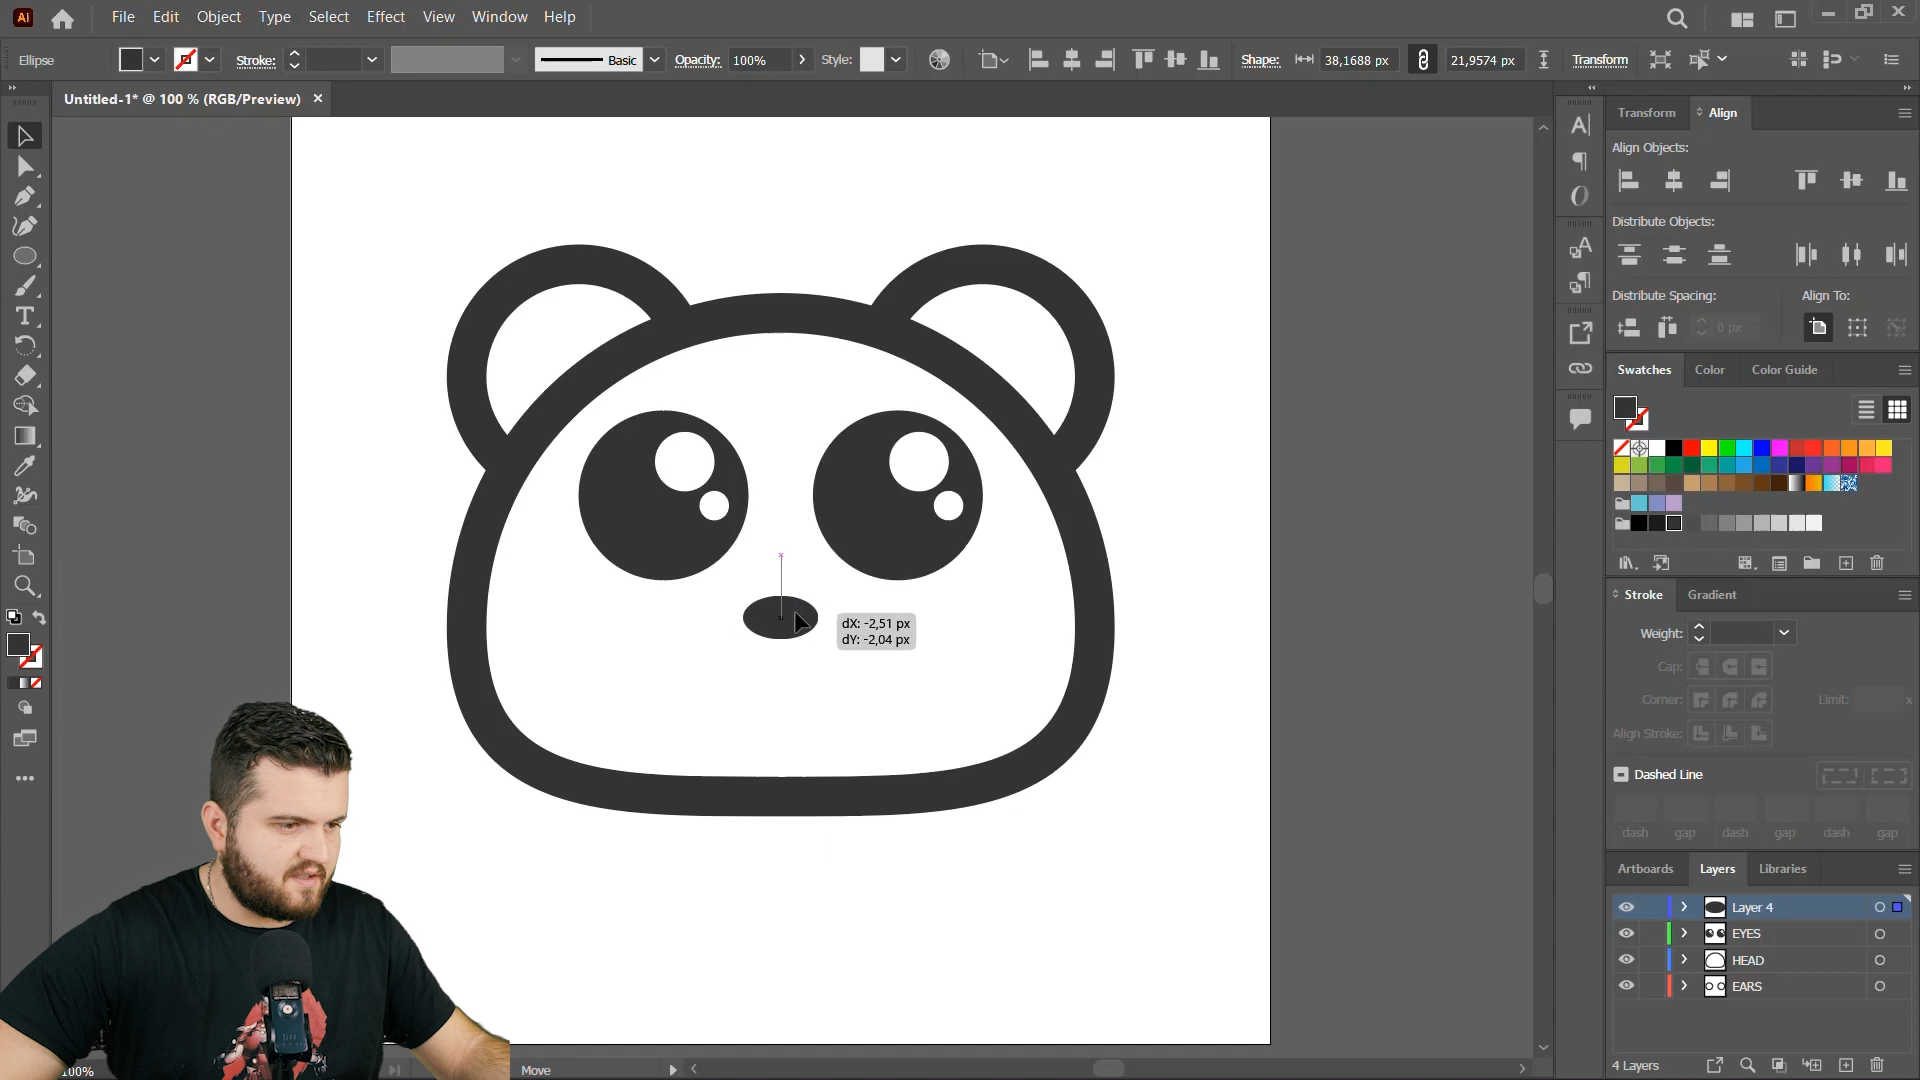 Ai File Edit Object Type Select Effect View Window Help
Ellipse Stroke: Basic Opacity: 100% Style: Shape: 38,1688 px 21,9574 px Transform
Untitled-1* @ 100 % (RGB/Preview)
Transform Align
Align Objects:
Distribute Objects:
Distribute Spacing: Align To:
0 px
Swatches Color Color Guide
Stroke Gradient
Weight:
Cap:
Corner: Limit: x
Align Stroke:
Dashed Line
dash gap dash gap dash gap
Artboards Layers Libraries
Layer 4
EYES
HEAD
EARS
4 Layers
dX: -2,51 px
dY: -2,04 px
100% Move